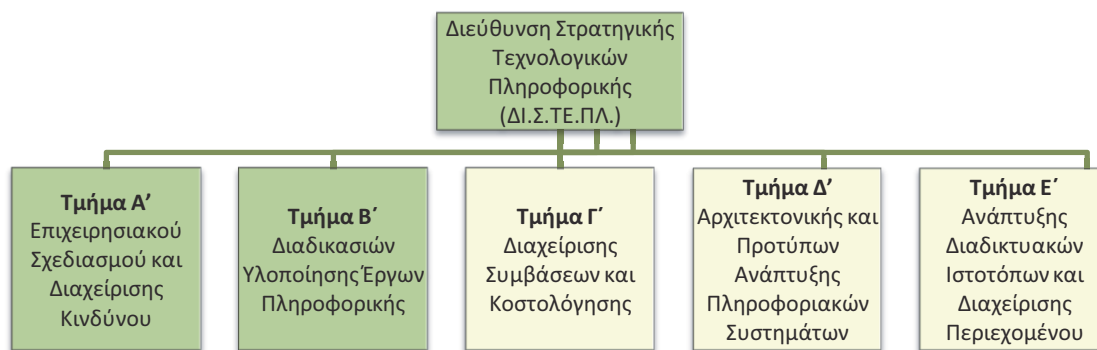 Διεύθυνση Στρατηγικής
Τεχνολογικών
Πληροφορικής
(ΔΙ.Σ.ΤΕ.ΠΛ.)
Τμήμα Α’
Επιχειρησιακού
Σχεδιασμού και
Διαχείρισης
Κινδύνου
Τμήμα Β΄
Διαδικασιών
Υλοποίησης Έργων
Πληροφορικής
Τμήμα Γ΄
Διαχείρισης
Συμβάσεων και
Κοστολόγησης
Τμήμα Δ’
Αρχιτεκτονικής και
Προτύπων
Ανάπτυξης
Πληροφοριακών
Συστημάτων
Τμήμα Ε΄
Ανάπτυξης
Διαδικτυακών
Ιστοτόπων και
Διαχείρισης
Περιεχομένου